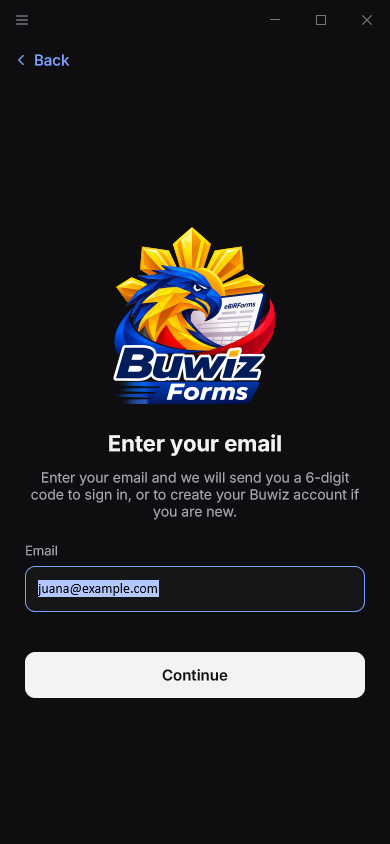 Back
eBIRForms
Buwiz
Forms
Enter your email
Enter your email and we will send you a 6-digit
code to sign in, or to create your Buwiz account if
you are new.
Email
juana@example.com
Continue